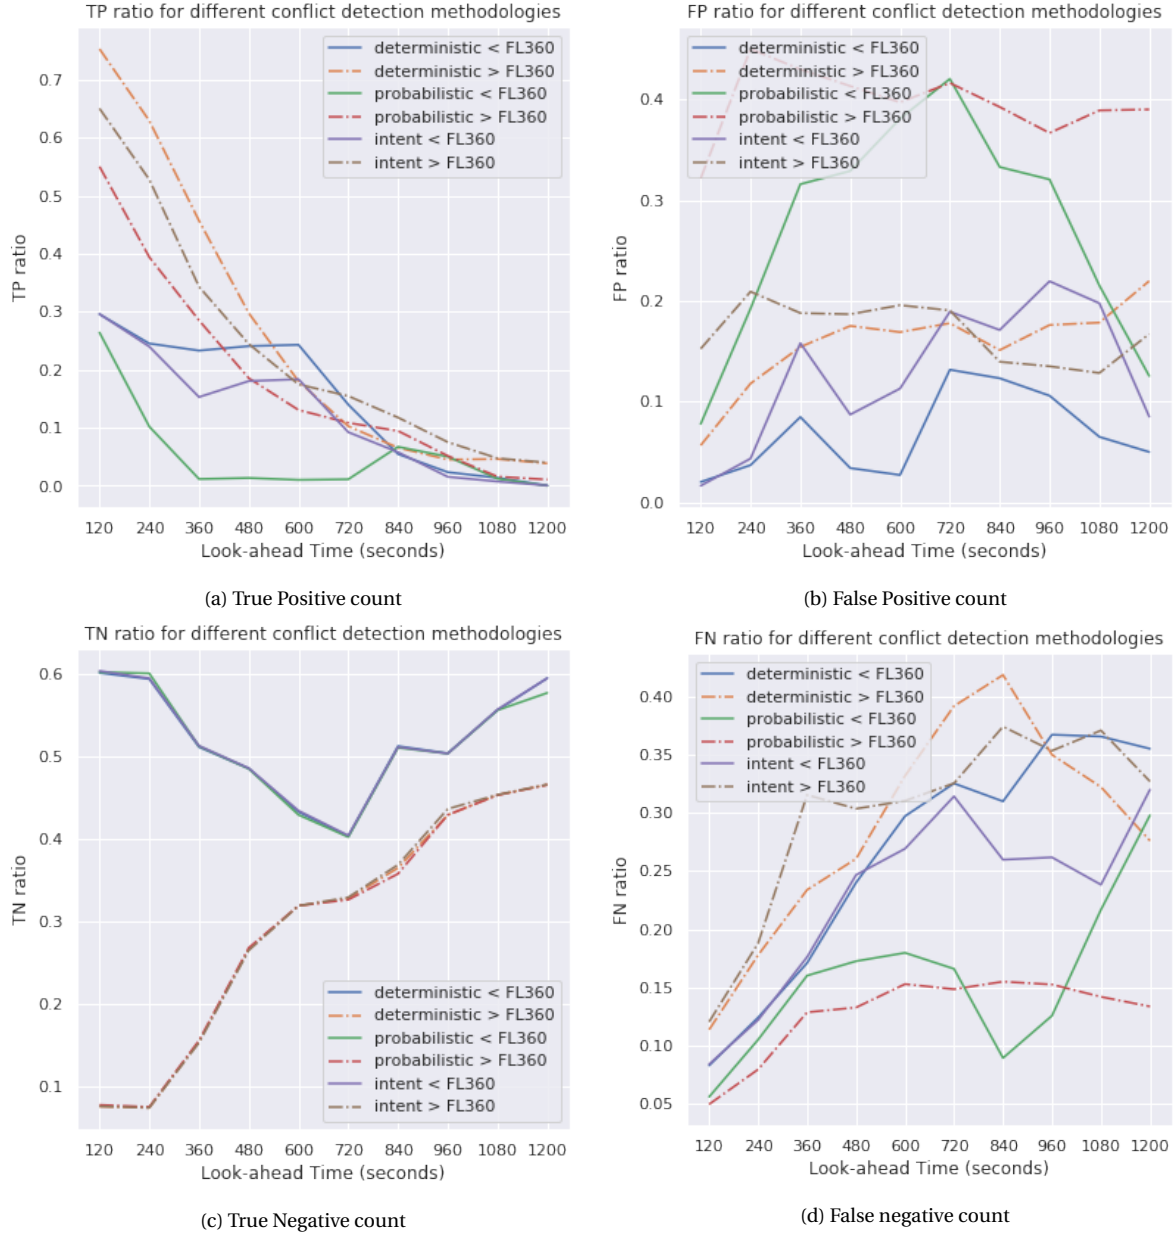 TP ratio for different conflict detection methodologies
deterministic < FL360
deterministic > FL360
probabilistic < FL360
probabilistic > FL360
intent < FL360
intent > FL360
0.7
0.6
0.5
0.4
0.3
0.2
0.1
0.0
TP ratio
120 240 360 480 600 720 840 960 1080 1200
Look-ahead Time (seconds)
(a) True Positive count
FP ratio for different conflict detection methodologies
deterministic < FL360
deterministic > FL360
probabilistic < FL360
probabilistic > FL360
intent < FL360
intent > FL360
0.4
0.3
0.2
0.1
0.0
FP ratio
120 240 360 480 600 720 840 960 1080 1200
Look-ahead Time (seconds)
(b) False Positive count
TN ratio for different conflict detection methodologies
0.6
0.5
0.4
0.3
0.2
0.1
TN ratio
deterministic < FL360
deterministic > FL360
probabilistic < FL360
probabilistic > FL360
intent < FL360
intent > FL360
120 240 360 480 600 720 840 960 1080 1200
Look-ahead Time (seconds)
(c) True Negative count
FN ratio for different conflict detection methodologies
deterministic < FL360
deterministic > FL360
probabilistic < FL360
probabilistic > FL360
intent < FL360
intent > FL360
0.40
0.35
0.30
0.25
0.20
0.15
0.10
0.05
FN ratio
120 240 360 480 600 720 840 960 1080 1200
Look-ahead Time (seconds)
(d) False negative count